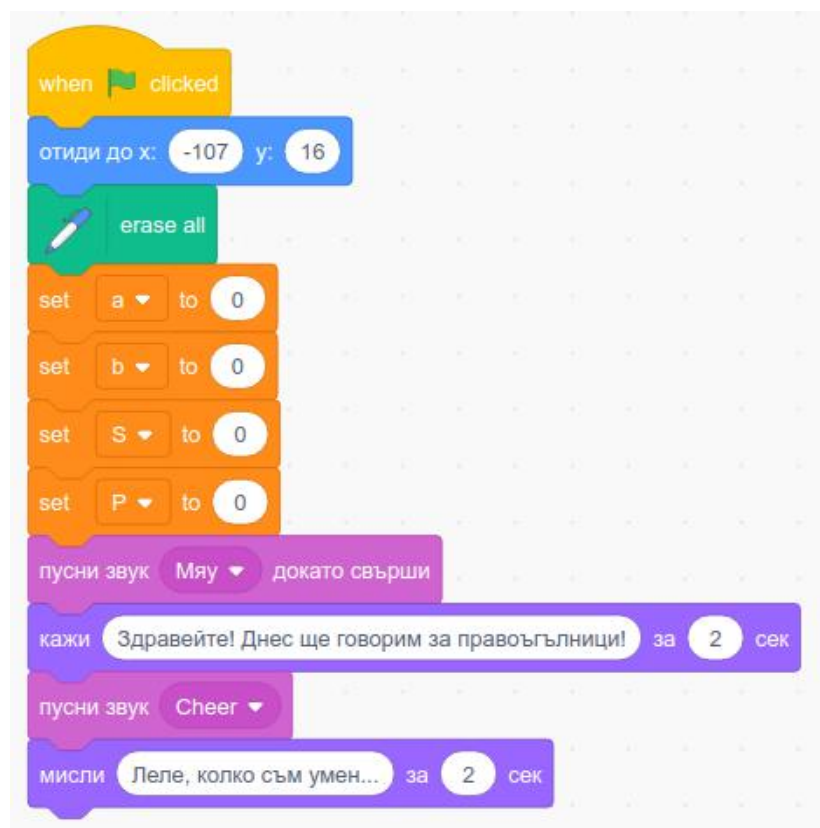 when clicked
отиди до x: -107 y: 16
erase all
set a to 0
set b to 0
set S to 0
set P to 0
пусни звук Мяу докато свърши
кажи Здравейте! Днес ще говорим за правоъгълници! за 2 сек
пусни звук Cheer
мисли Леле, колко съм умен... за 2 сек